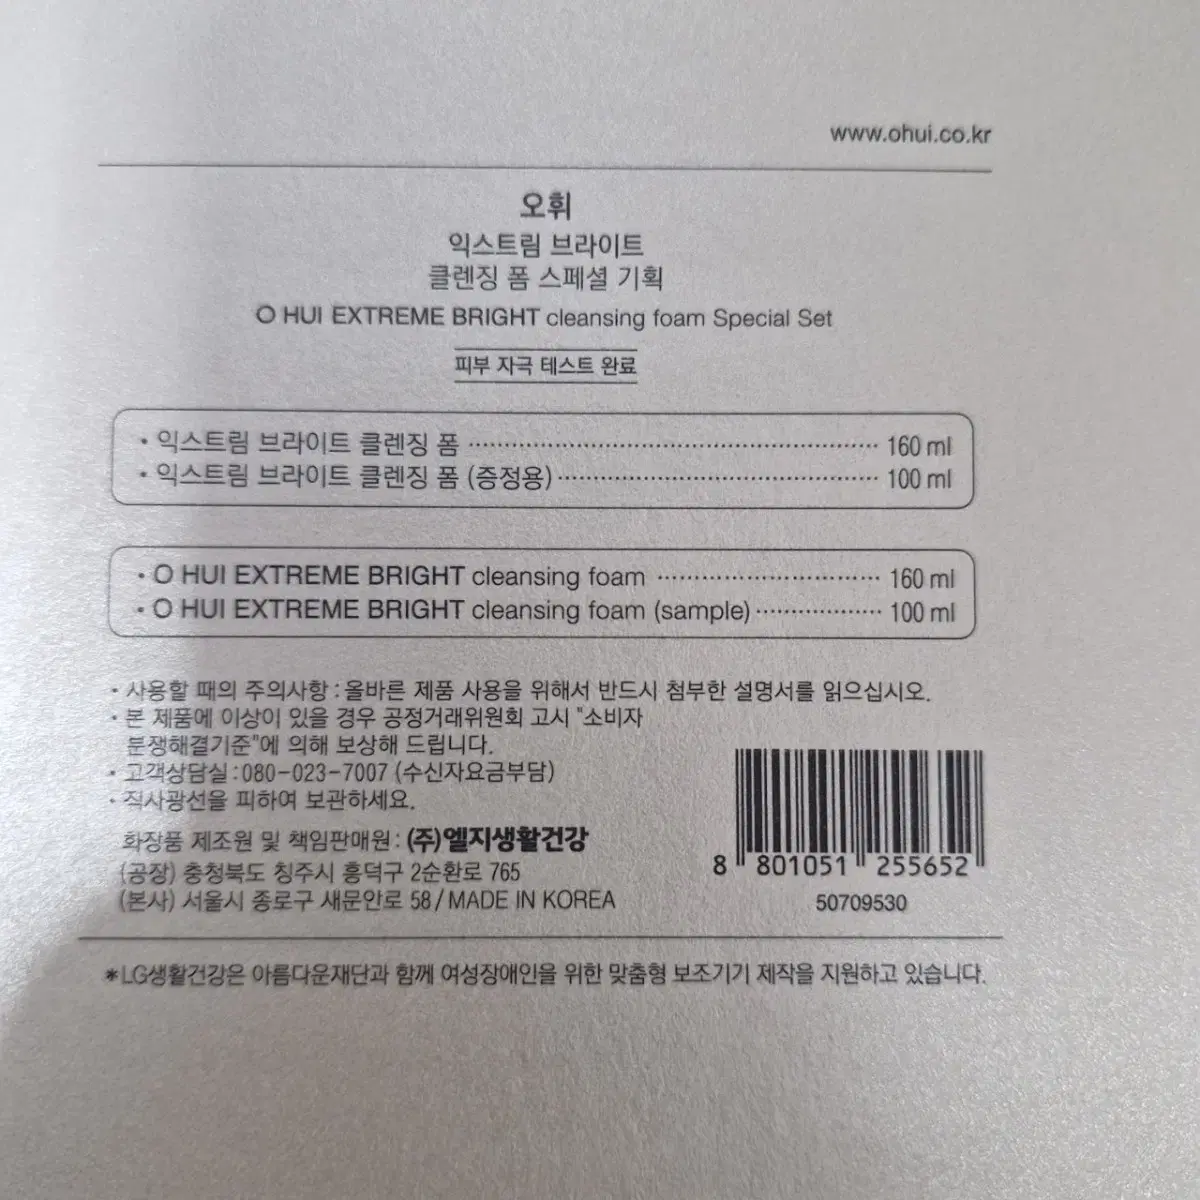 www.ohui.co.kr
오휘
익스트림 브라이트
클렌징 폼 스페셜 기획
O HUI EXTREME BRIGHT cleansing foam Special Set
피부 자극 테스트 완료
• 익스트림 브라이트 클렌징 폼 ······ 160 ml
• 익스트림 브라이트 클렌징 폼 (증정용) ······ 100 ml
• O HUI EXTREME BRIGHT cleansing foam ······ 160 ml
• O HUI EXTREME BRIGHT cleansing foam (sample) ······ 100 ml
• 사용할 때의 주의사항 : 올바른 제품 사용을 위해서 반드시 첨부한 설명서를 읽으십시오.
• 본 제품에 이상이 있을 경우 공정거래위원회 고시 "소비자
분쟁해결기준"에 의해 보상해 드립니다.
• 고객상담실 : 080-023-7007 (수신자요금부담)
• 직사광선을 피하여 보관하세요.
화장품 제조원 및 책임판매원 : (주)엘지생활건강
(공장) 충청북도 청주시 흥덕구 2순환로 765
(본사) 서울시 종로구 새문안로 58 / MADE IN KOREA
8 801051 255652
50709530
*LG생활건강은 아름다운재단과 함께 여성장애인을 위한 맞춤형 보조기기 제작을 지원하고 있습니다.